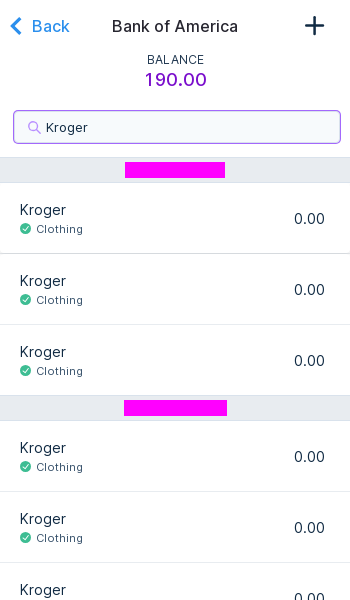 Back
Bank of America
BALANCE
190.00
Kroger
Kroger
0.00
Clothing
Kroger
0.00
Clothing
Kroger
0.00
Clothing
Kroger
0.00
Clothing
Kroger
0.00
Clothing
Kroger
0.00